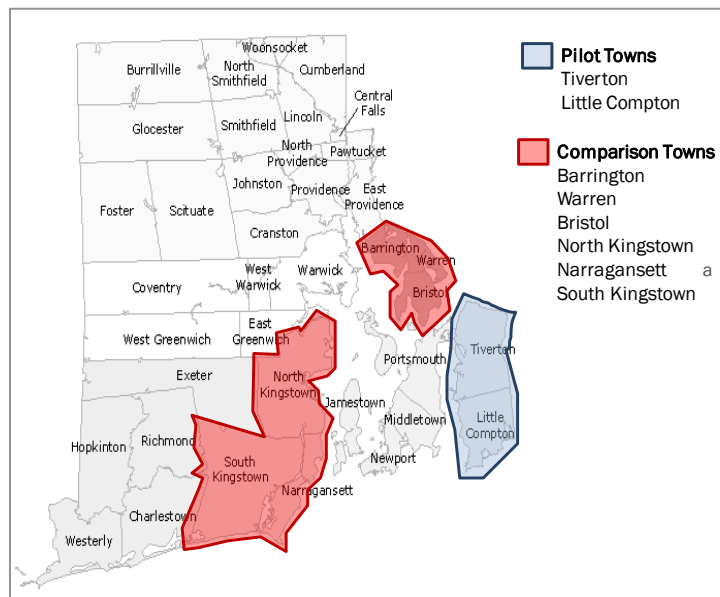 Woonsocket
Burrillville
North
Smithfield
Cumberland
Central
Falls
Glocester
Smithfield
Lincoln
North
Providence
Pawtucket
Johnston
Providence
East
Providence
Foster
Scituate
Cranston
Barrington
Warren
Bristol
Coventry
West
Warwick
Warwick
West Greenwich
East
Greenwich
Exeter
North
Kingstown
Portsmouth
Tiverton
Jamestown
Middletown
Little
Compton
Hopkinton
Richmond
South
Kingstown
Newport
Narragansett
Charlestown
Westerly
Pilot Towns
Tiverton
Little Compton
Comparison Towns
Barrington
Warren
Bristol
North Kingstown
Narragansett a
South Kingstown